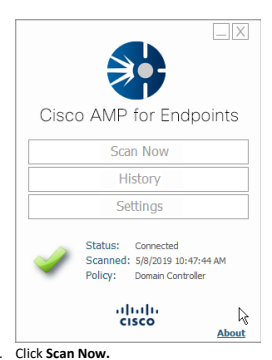 Cisco AMP for Endpoints
Scan Now
History
Settings
Status: Connected
Scanned: 5/8/2019 10:47:44 AM
Policy: Domain Controller
CISCO
About
. Click Scan Now.